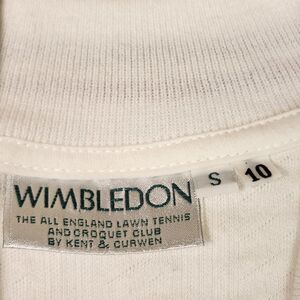 WIMBLEDON
THE ALL ENGLAND LAWN TENNIS
AND CROQUET CLUB
BY KENT & CURWEN
S
10